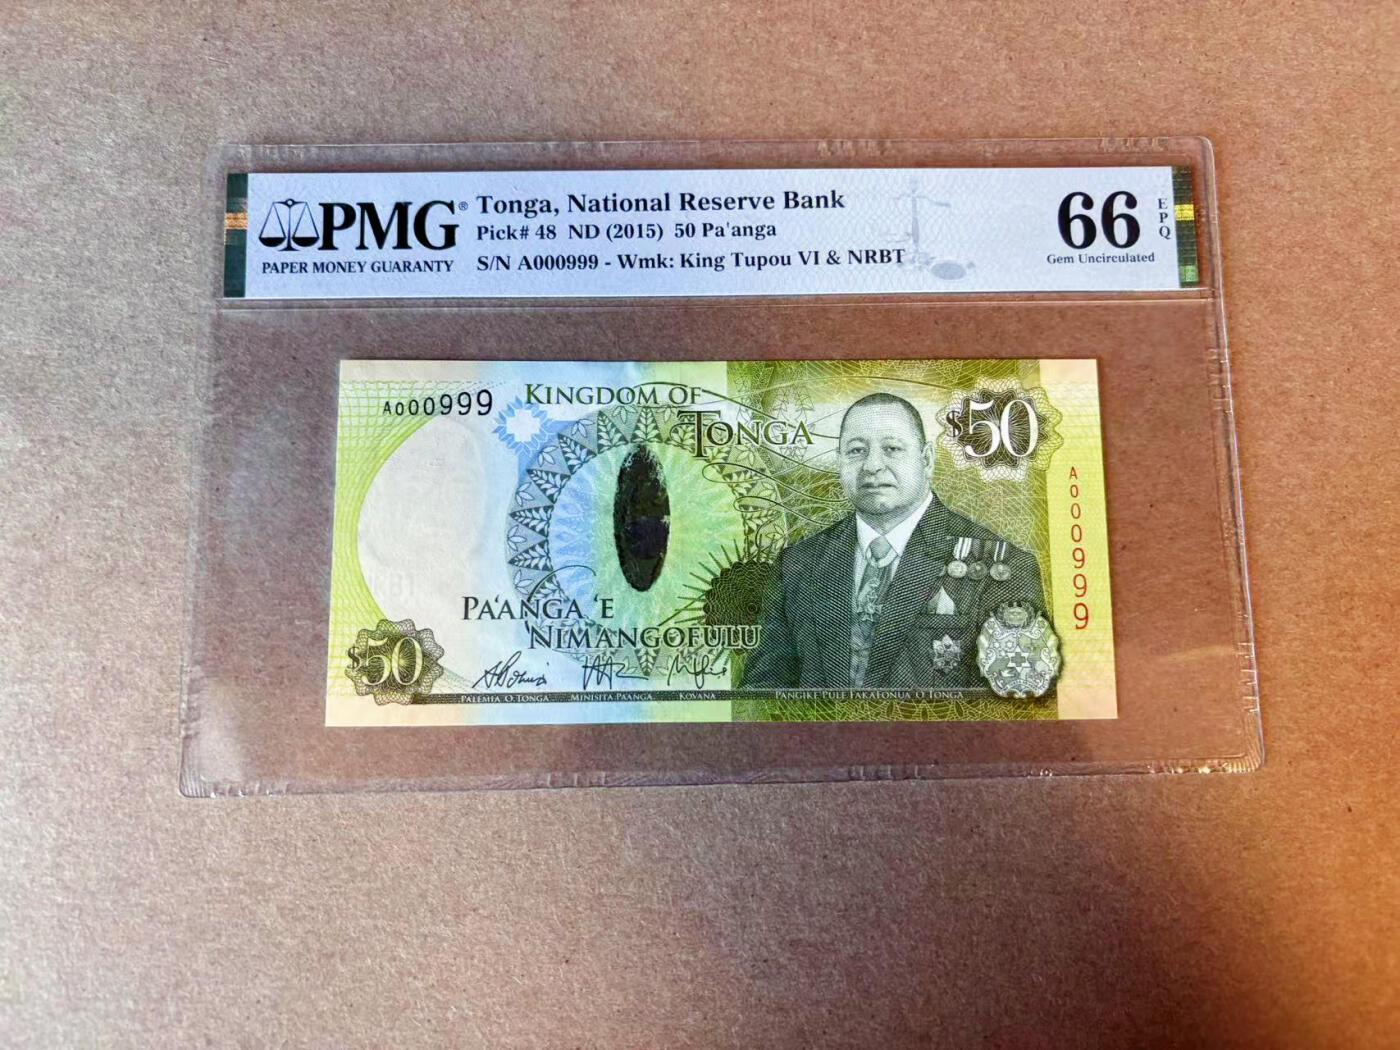 PMG®
PAPER MONEY GUARANTY
Tonga, National Reserve Bank
Pick# 48 ND (2015) 50 Pa'anga
S/N A000999 - Wmk: King Tupou VI & NRBT
66
EPQ
Gem Uncirculated
A000999
KINGDOM OF
TONGA
$50
A000999
PA'ANGA 'E
NIMANGOFULU
$50
PALEMIA O TONGA MINISITA PAANGA KOVANA PANGIKE PULE FAKAFONUA 'O TONGA